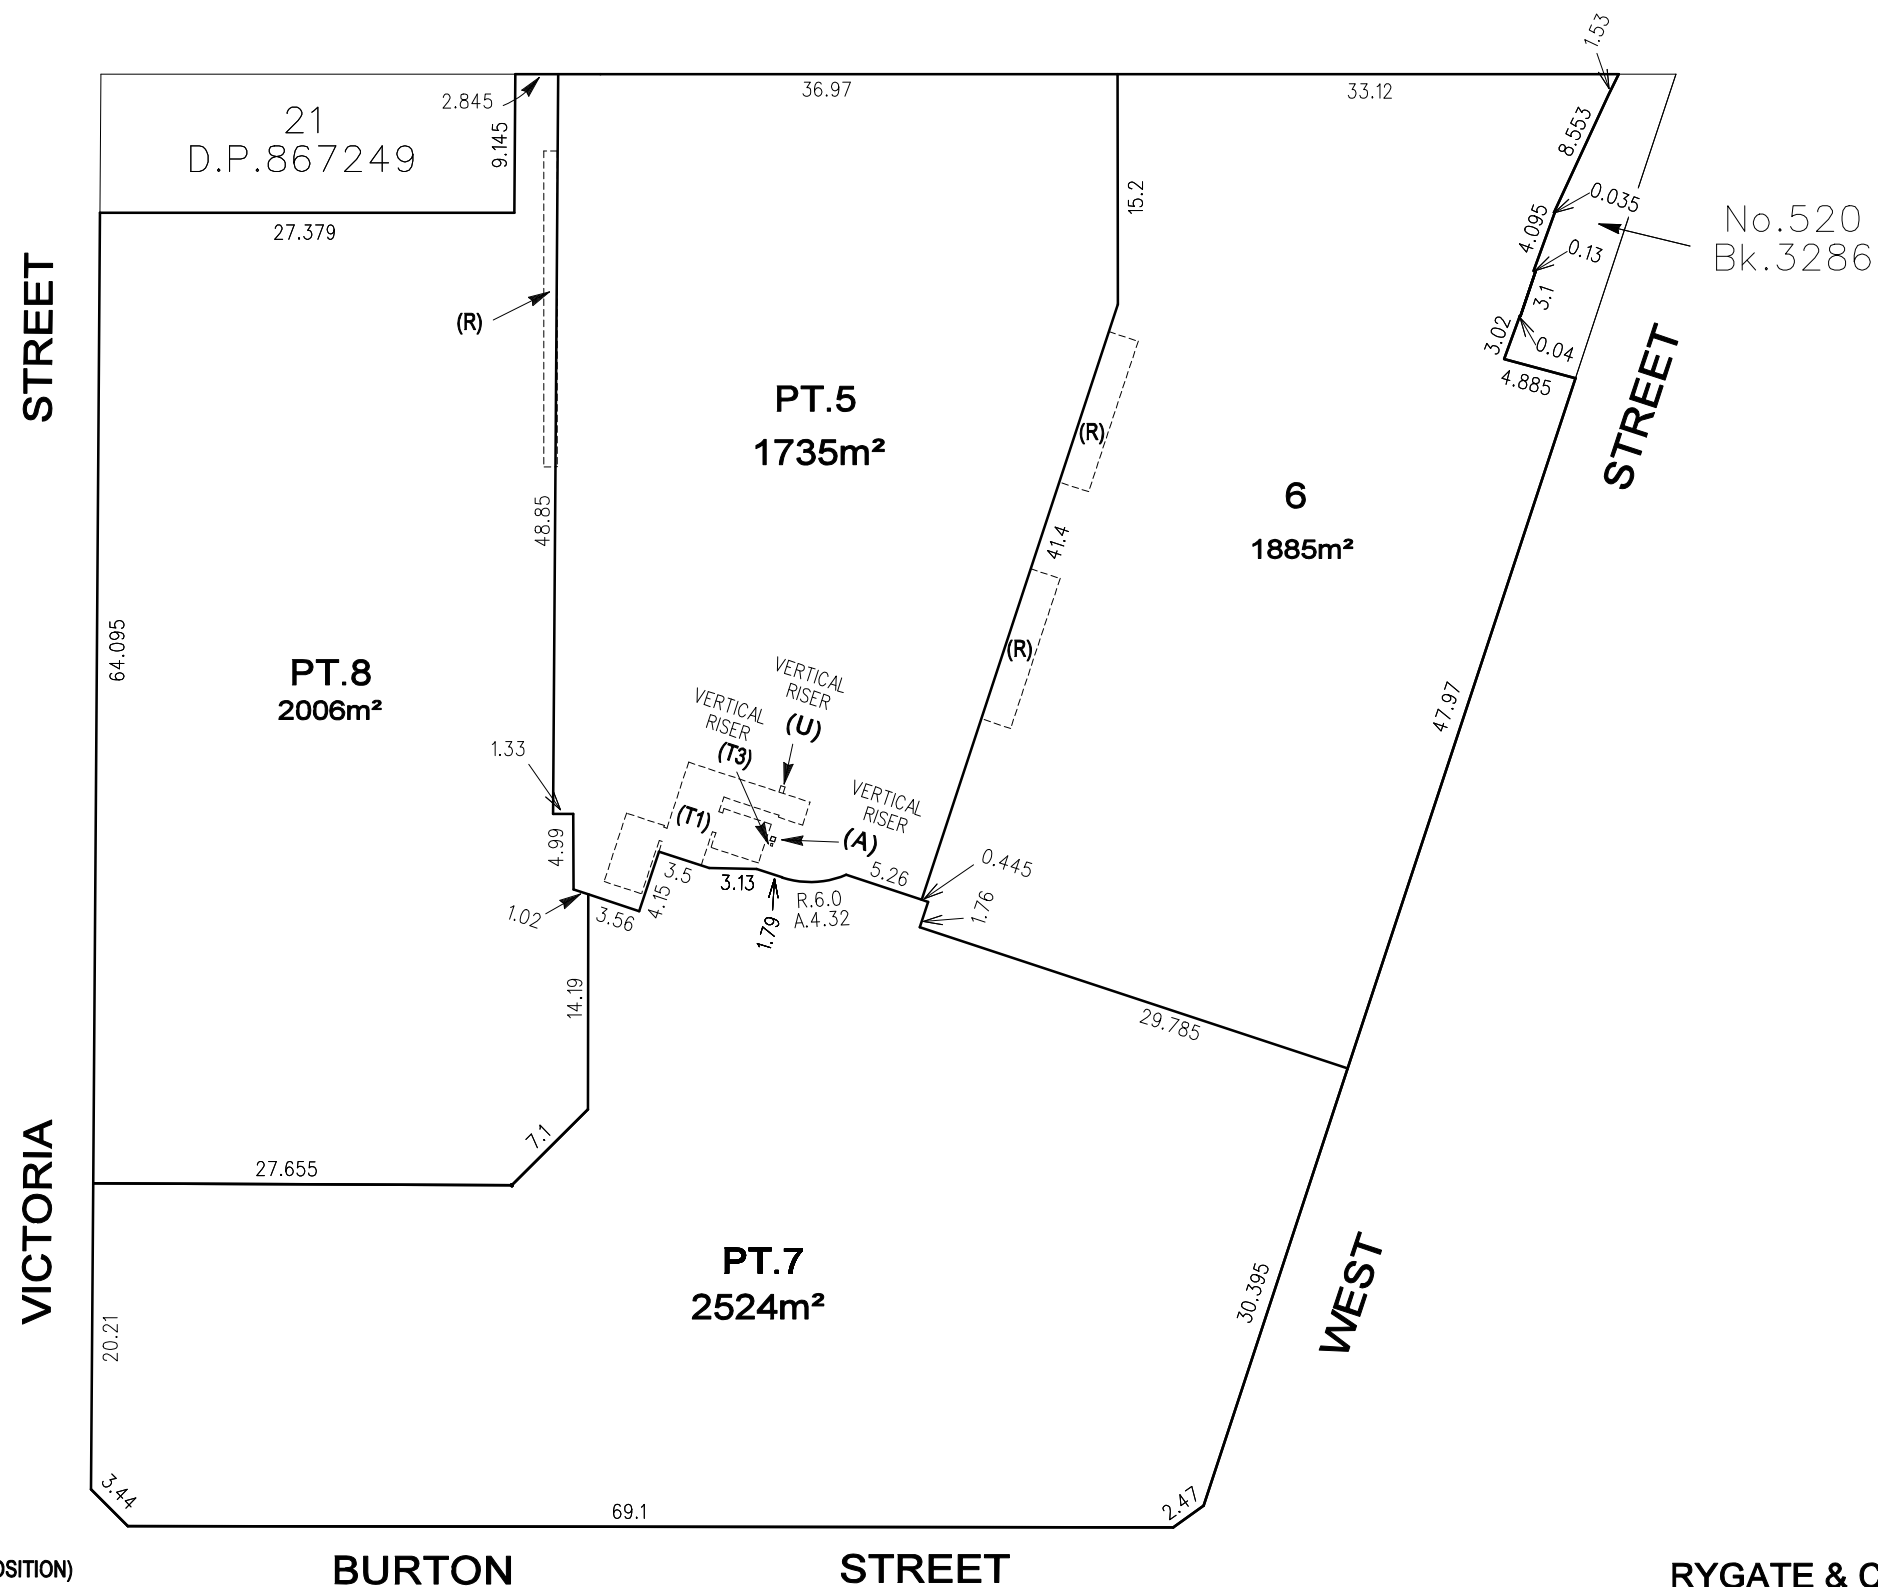 1.53
36.97
33.12
2.845
21
D.P.867249
9.145
8.553
0.035
15.2
No.520
Bk.3286
27.379
4.095
0.13
3.1
STREET
(R)
3.02
0.04
4.885
STREET
PT.5
1735m²
(R)
6
1885m²
48.85
41.4
64.095
PT.8
2006m²
(R)
VERTICAL
RISER
(U)
VERTICAL
RISER
(T3)
47.97
1.33
VERTICAL
RISER
(T1)
(A)
4.99
3.5
3.13
5.26
0.445
4.15
R.6.0
A.4.32
1.76
1.02
3.56
1.79
14.19
29.785
7.1
27.655
VICTORIA
PT.7
2524m²
30.395
WEST
20.21
3.44
69.1
2.47
OSITION)
BURTON
STREET
RYGATE & C